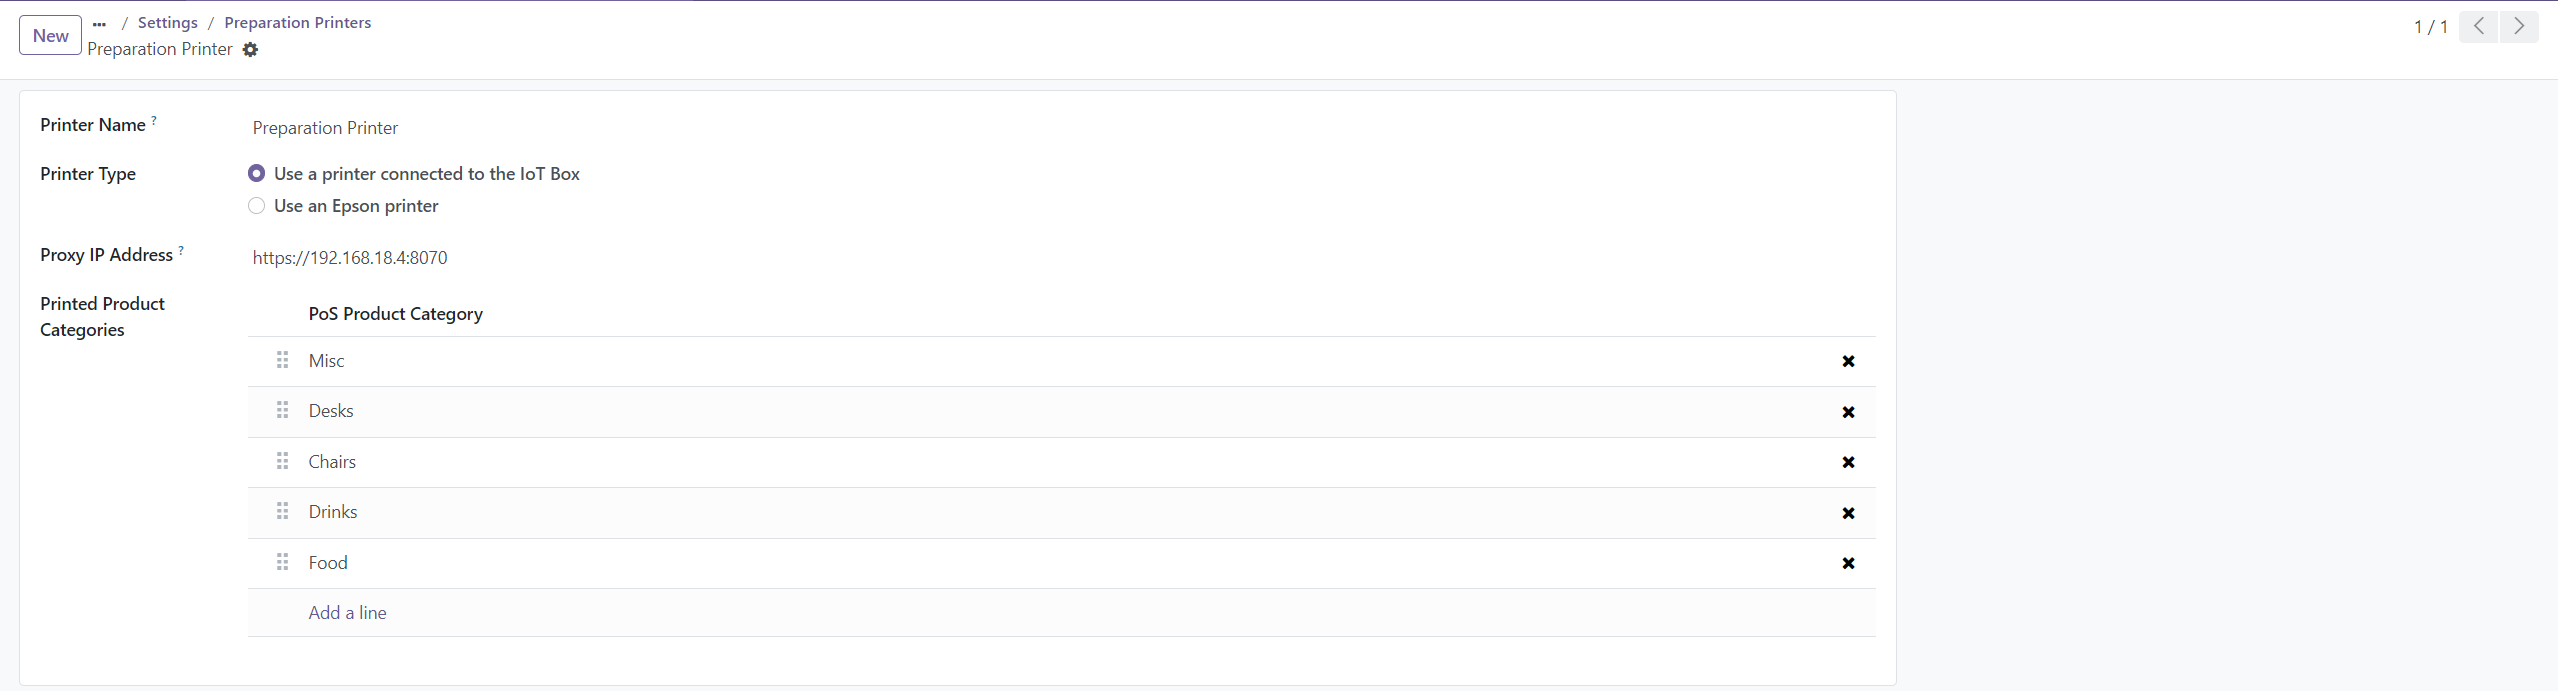 New
... / Settings / Preparation Printers
Preparation Printer
1 / 1
Printer Name ?
Preparation Printer
Printer Type
Use a printer connected to the IoT Box
Use an Epson printer
Proxy IP Address ?
https://192.168.18.4:8070
Printed Product
Categories
PoS Product Category
Misc
Desks
Chairs
Drinks
Food
Add a line